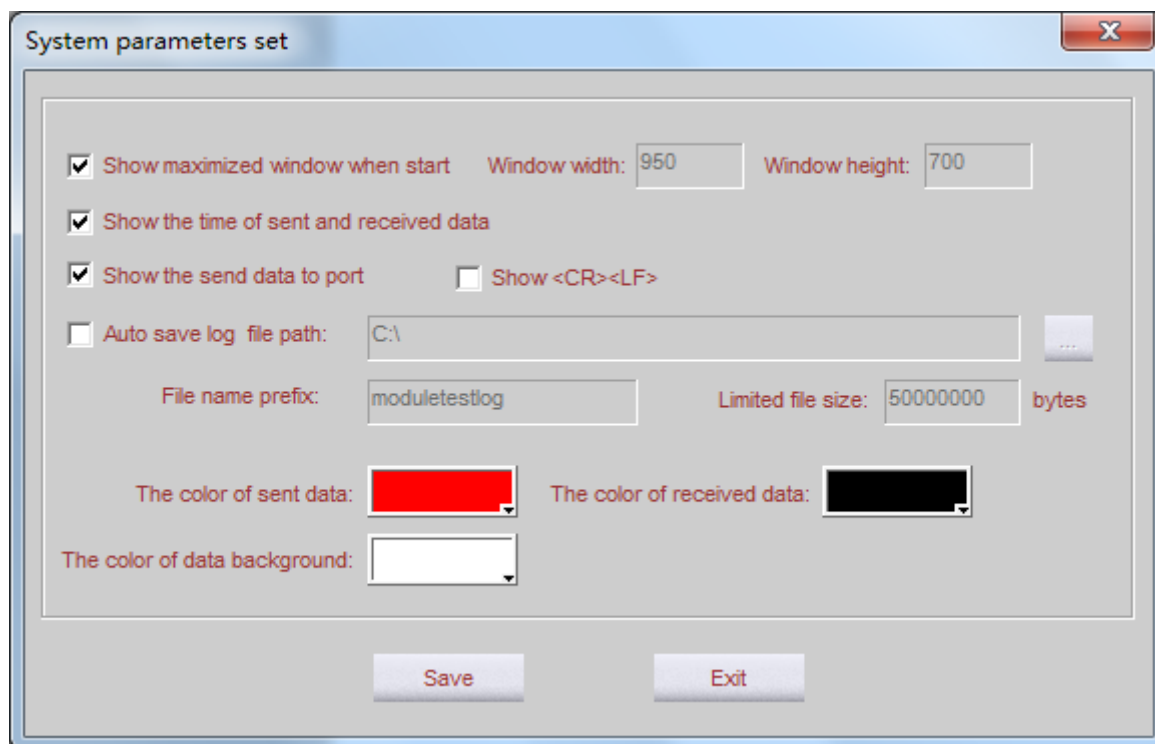 System parameters set
Show maximized window when start Window width: 950 Window height: 700
Show the time of sent and received data
Show the send data to port Show <CR><LF>
Auto save log file path: C:\ ...
File name prefix: moduletestlog Limited file size: 50000000 bytes
The color of sent data: The color of received data:
The color of data background:
Save Exit